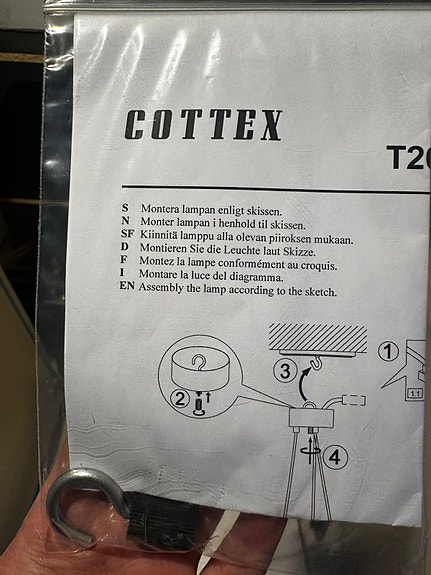 COTTEX
T20
S Montera lampan enligt skissen.
N Monter lampan i henhold til skissen.
SF Kiinnitä lamppu alla olevan piiroksen mukaan.
D Montieren Sie die Leuchte laut Skizze.
F Montez la lampe conformément au croquis.
I Montare la luce del diagramma.
EN Assembly the lamp according to the sketch.
1
3
2
1.1
4